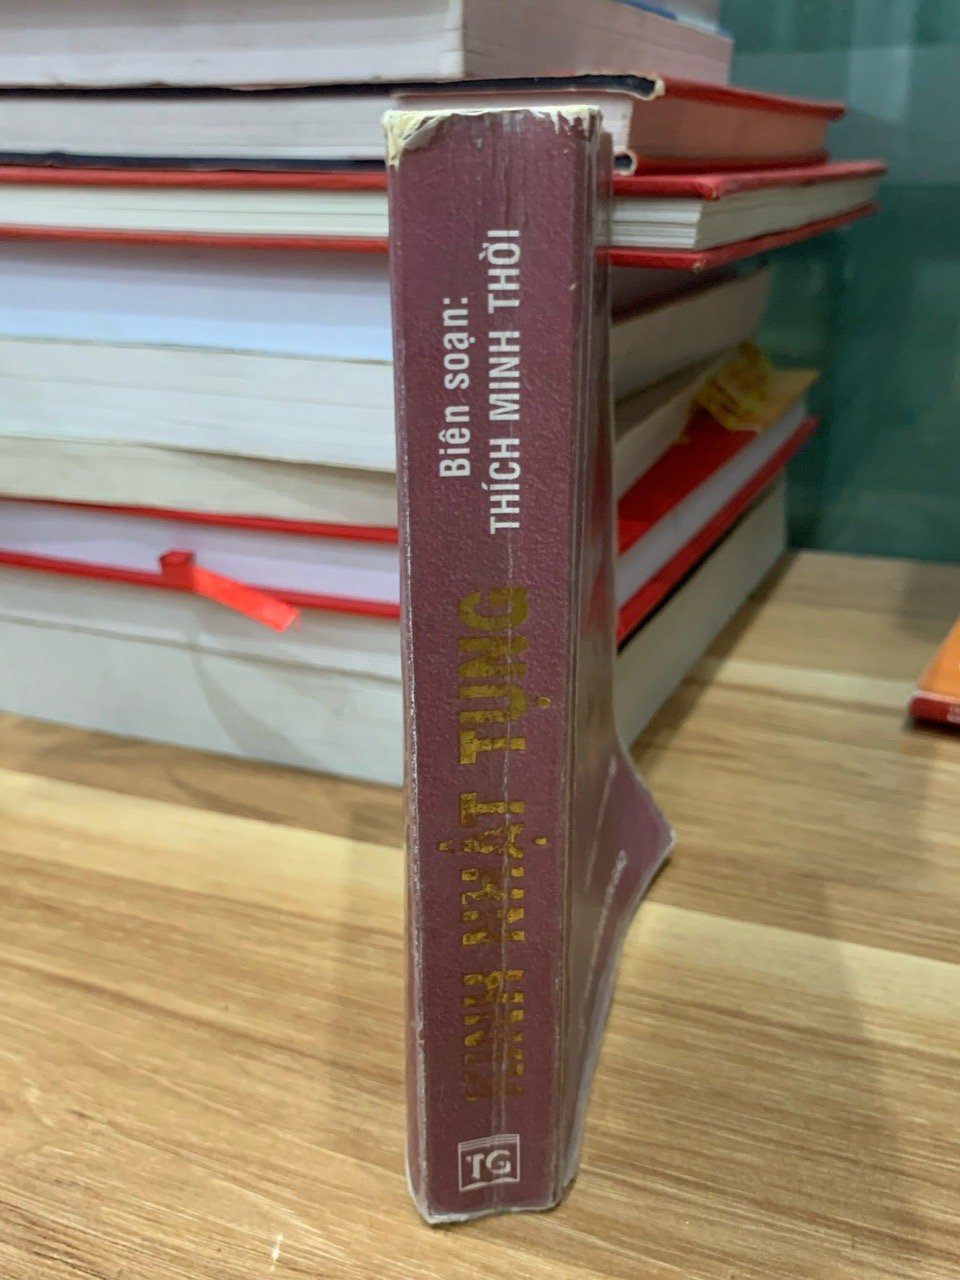 KINH NHẬT TỤNG
Biên soạn:
THÍCH MINH THỜI
TG